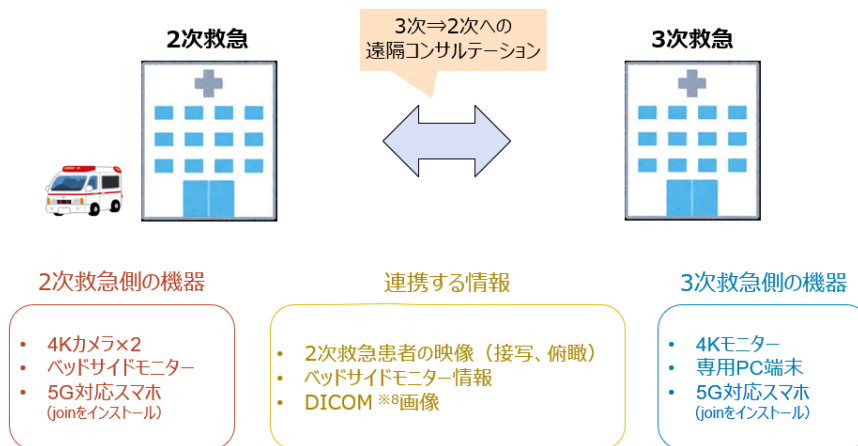 3次⇒2次への
遠隔コンサルテーション
2次救急
3次救急
2次救急側の機器
• 4Kカメラ×2
• ベッドサイドモニター
• 5G対応スマホ
(joinをインストール)
連携する情報
• 2次救急患者の映像（接写、俯瞰）
• ベッドサイドモニター情報
• DICOM ※8画像
3次救急側の機器
• 4Kモニター
• 専用PC端末
• 5G対応スマホ
(joinをインストール)